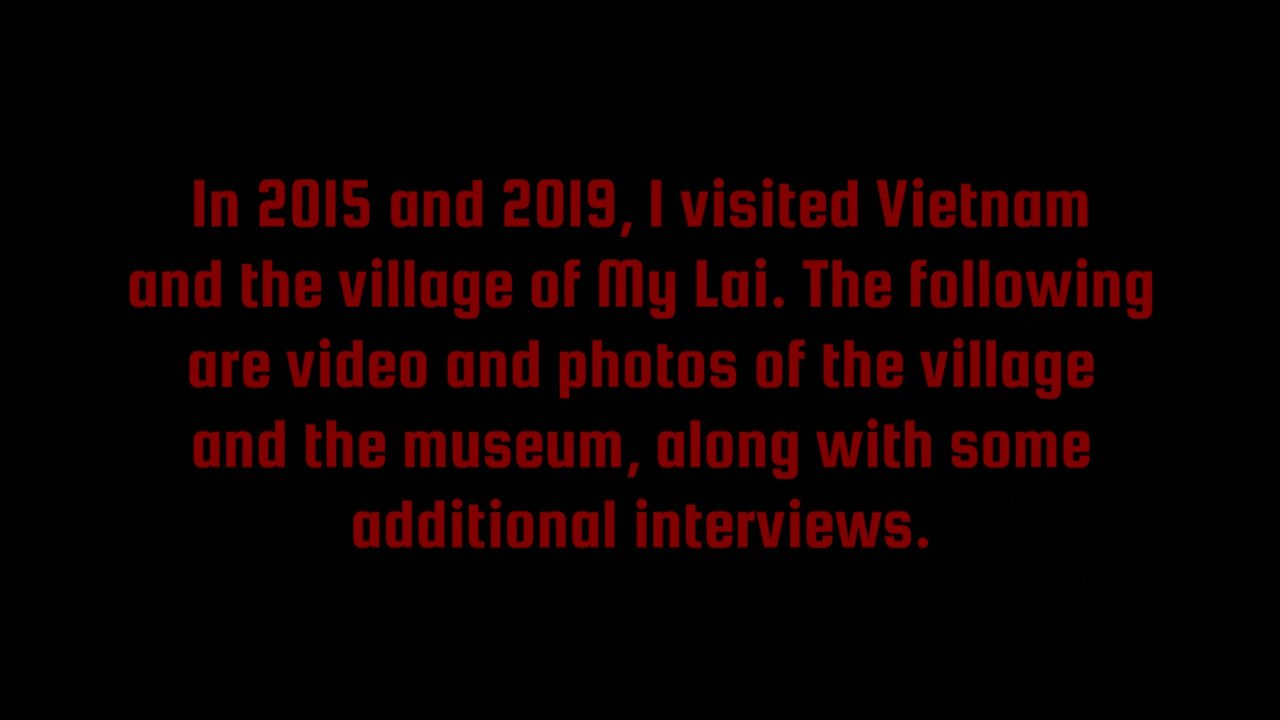 In 2015 and 2019, I visited Vietnam
and the village of My Lai. The following
are video and photos of the village
and the museum, along with some
additional interviews.